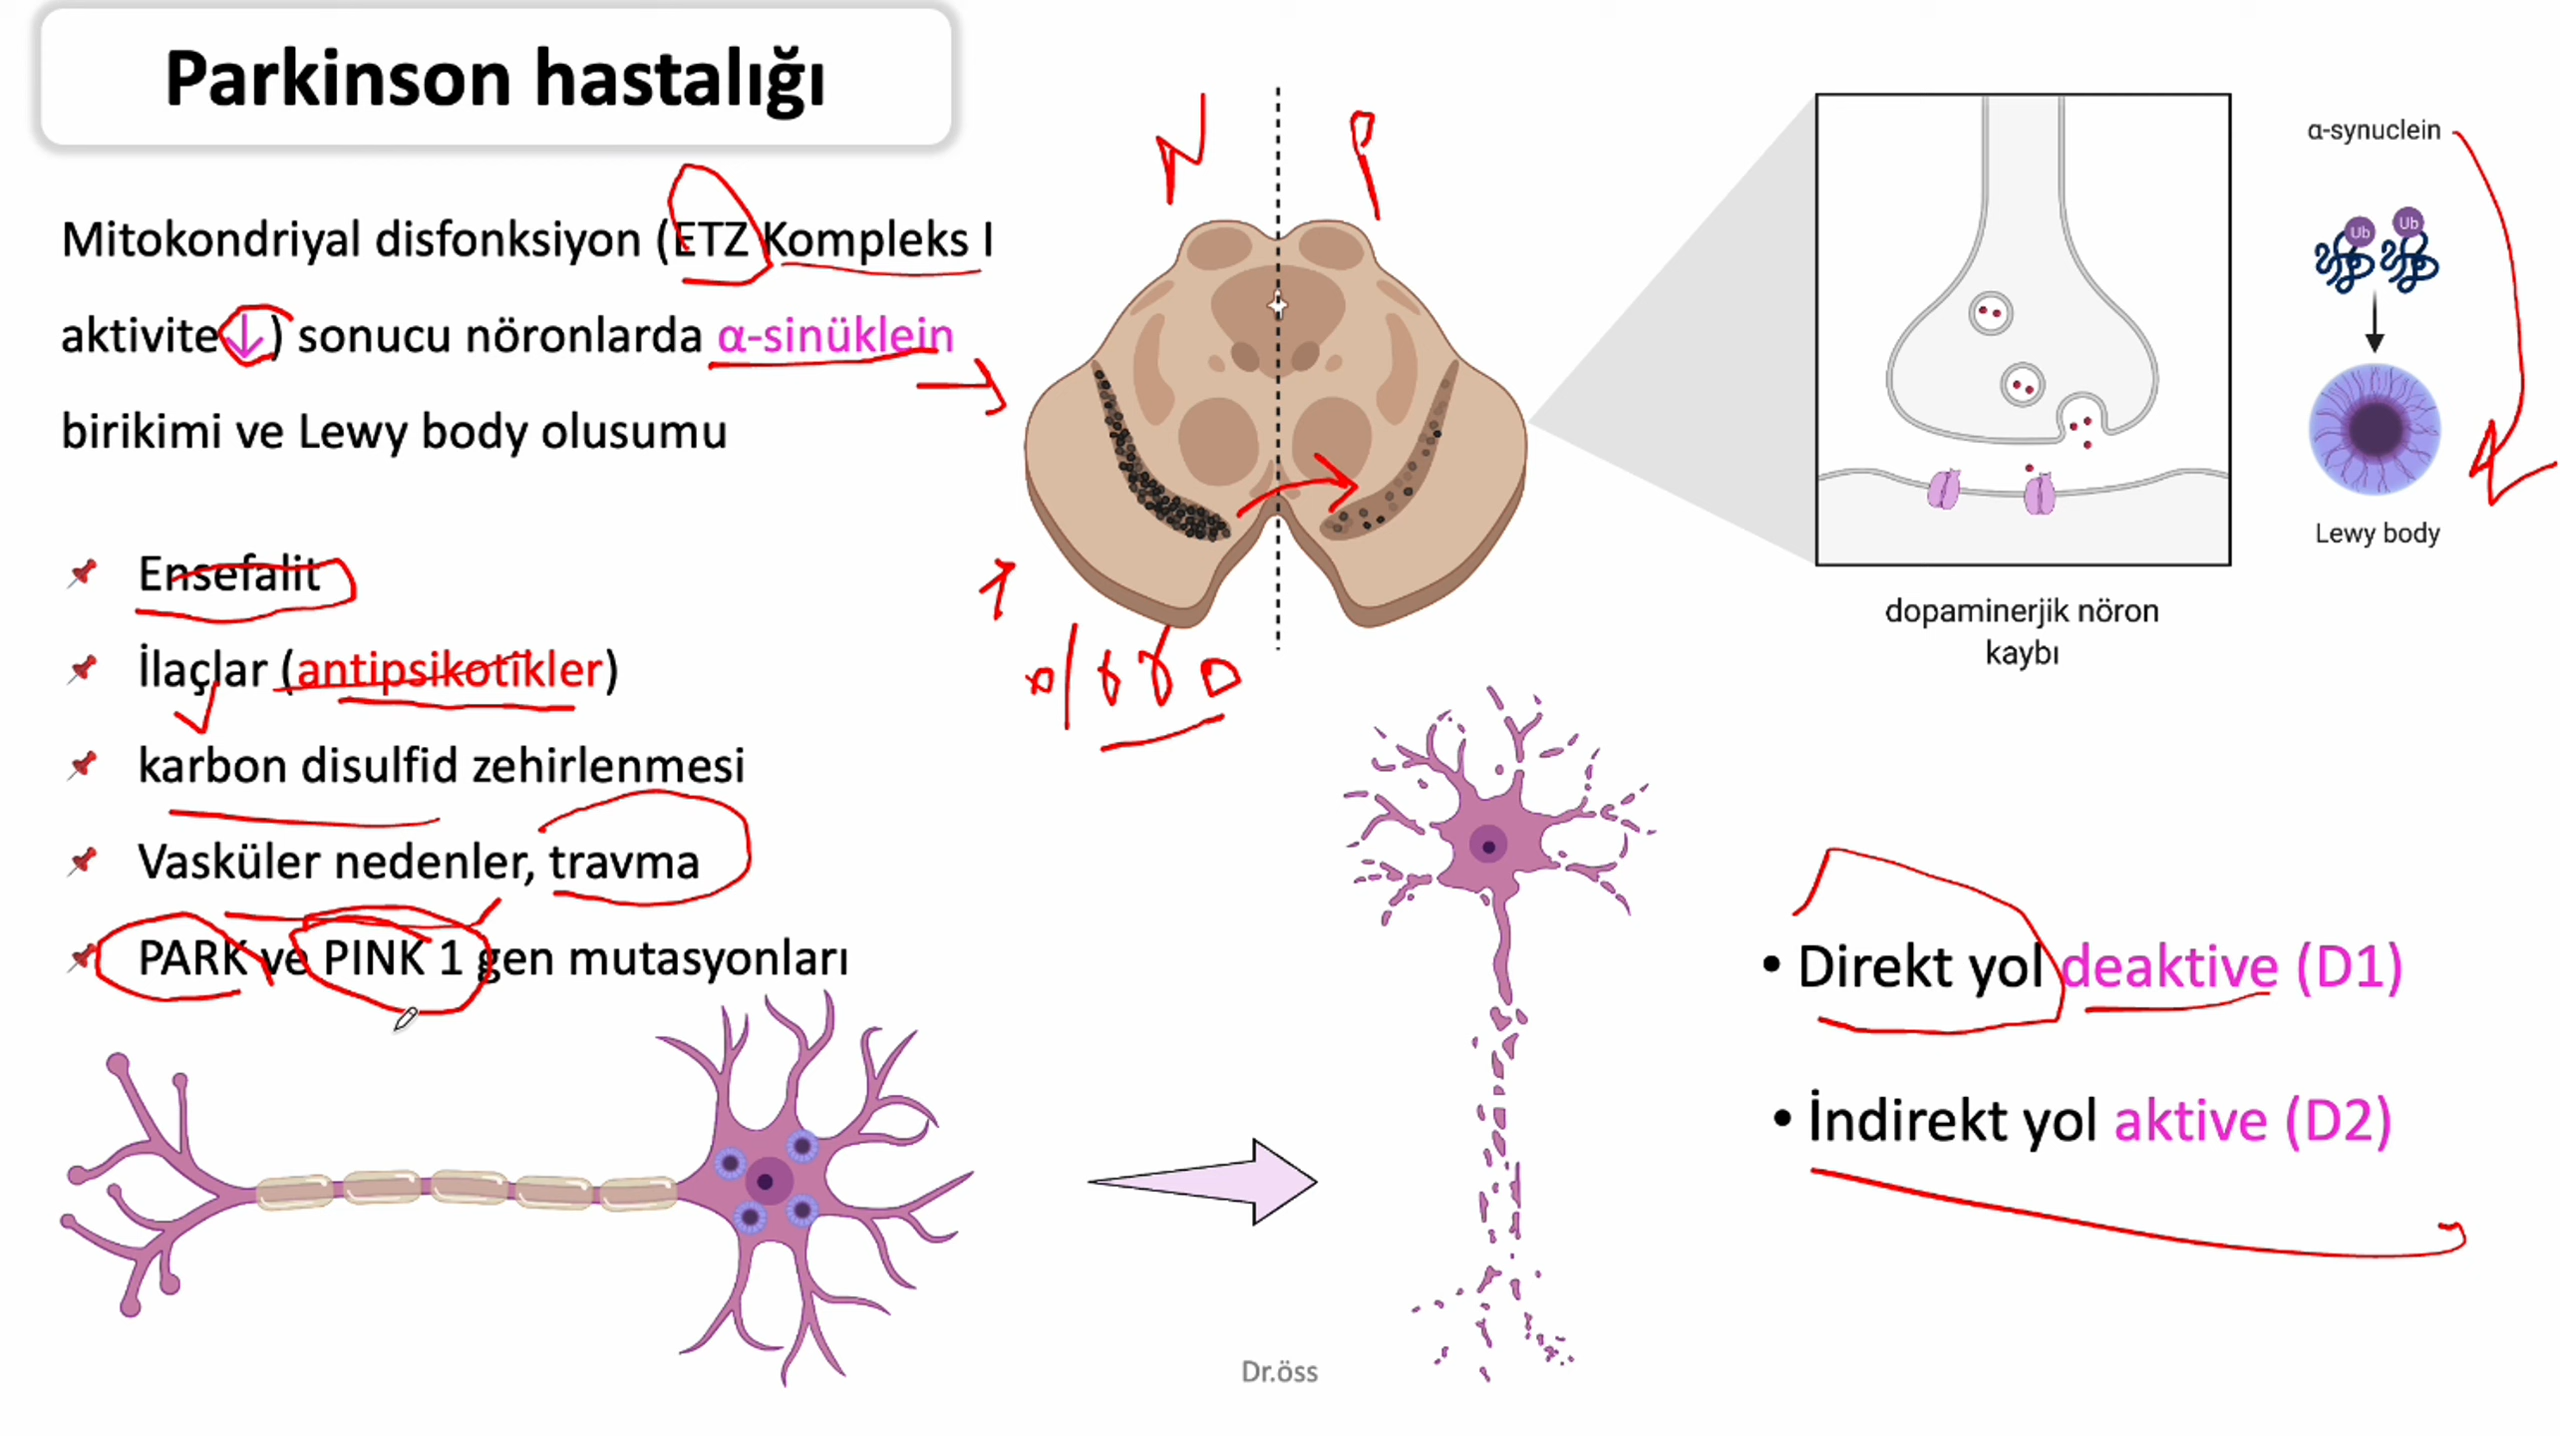 Parkinson hastalığı
Mitokondriyal disfonksiyon (ETZ Kompleks I
aktivite↓) sonucu nöronlarda α-sinüklein
birikimi ve Lewy body olusumu
Ensefalit
İlaçlar (antipsikotikler)
karbon disulfid zehirlenmesi
Vasküler nedenler, travma
PARK ve PINK 1 gen mutasyonları
N
P
α-synuclein
Ub
Ub
Lewy body
dopaminerjik nöron
kaybı
• Direkt yol deaktive (D1)
• İndirekt yol aktive (D2)
Dr.öss